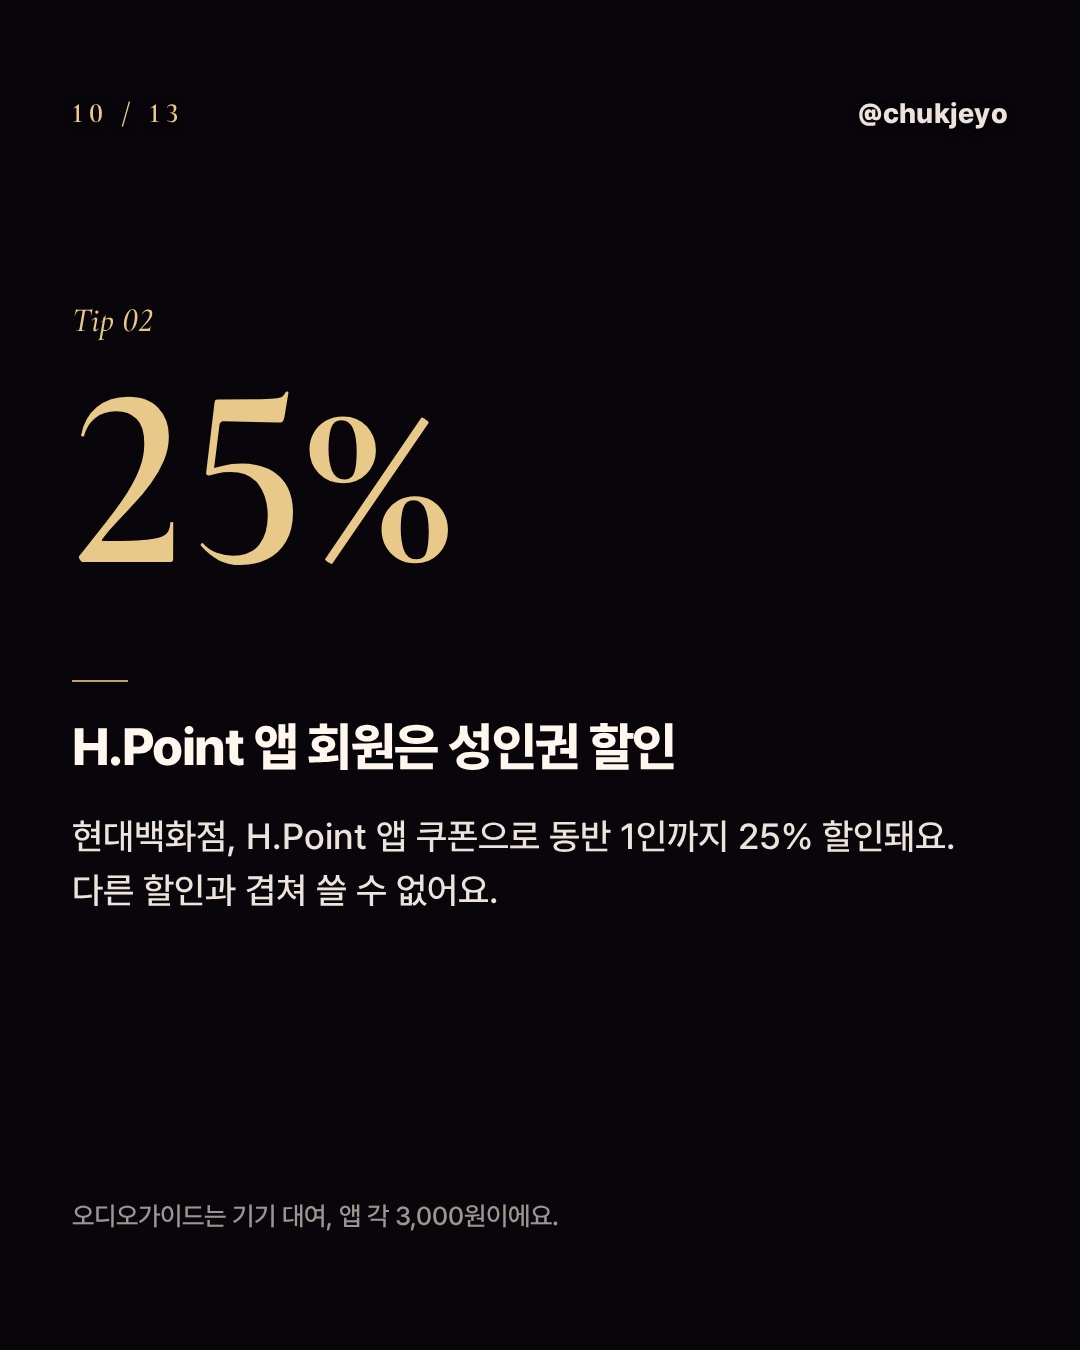 10 / 13
@chukjeyo
Tip 02
25%
H.Point 앱 회원은 성인권 할인
현대백화점, H.Point 앱 쿠폰으로 동반 1인까지 25% 할인돼요.
다른 할인과 겹쳐 쓸 수 없어요.
오디오가이드는 기기 대여, 앱 각 3,000원이에요.